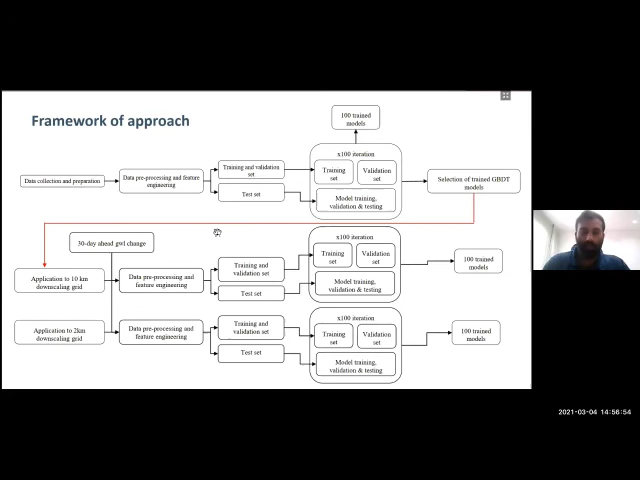 Framework of approach
100 trained
models
x100 iteration
Data collection and preparation
Data pre-processing and feature
engineering
Training and validation
set
Test set
Training
set
Validation
set
Model training,
validation & testing
Selection of trained GBDT
models
30-day ahead gwl change
Application to 10 km
downscaling grid
Data pre-processing and
feature engineering
Training and
validation set
Test set
x100 iteration
Training
set
Validation
set
Model training,
validation & testing
100 trained
models
Application to 2km
downscaling grid
Data pre-processing and
feature engineering
Training and
validation set
Test set
x100 iteration
Training
set
Validation
set
Model training,
validation & testing
100 trained
models
2021-03-04 14:56:54